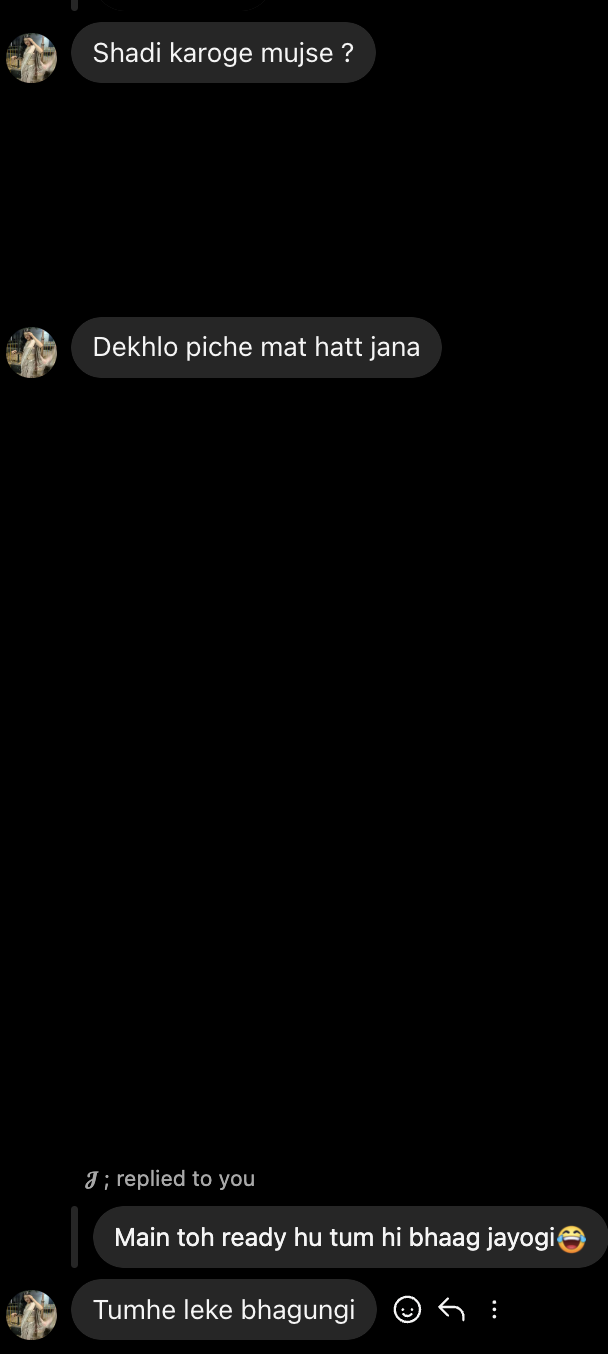 Shadi karoge mujse ?
Dekhlo piche mat hatt jana
𝒥 ; replied to you
Main toh ready hu tum hi bhaag jayogi😂
Tumhe leke bhagungi